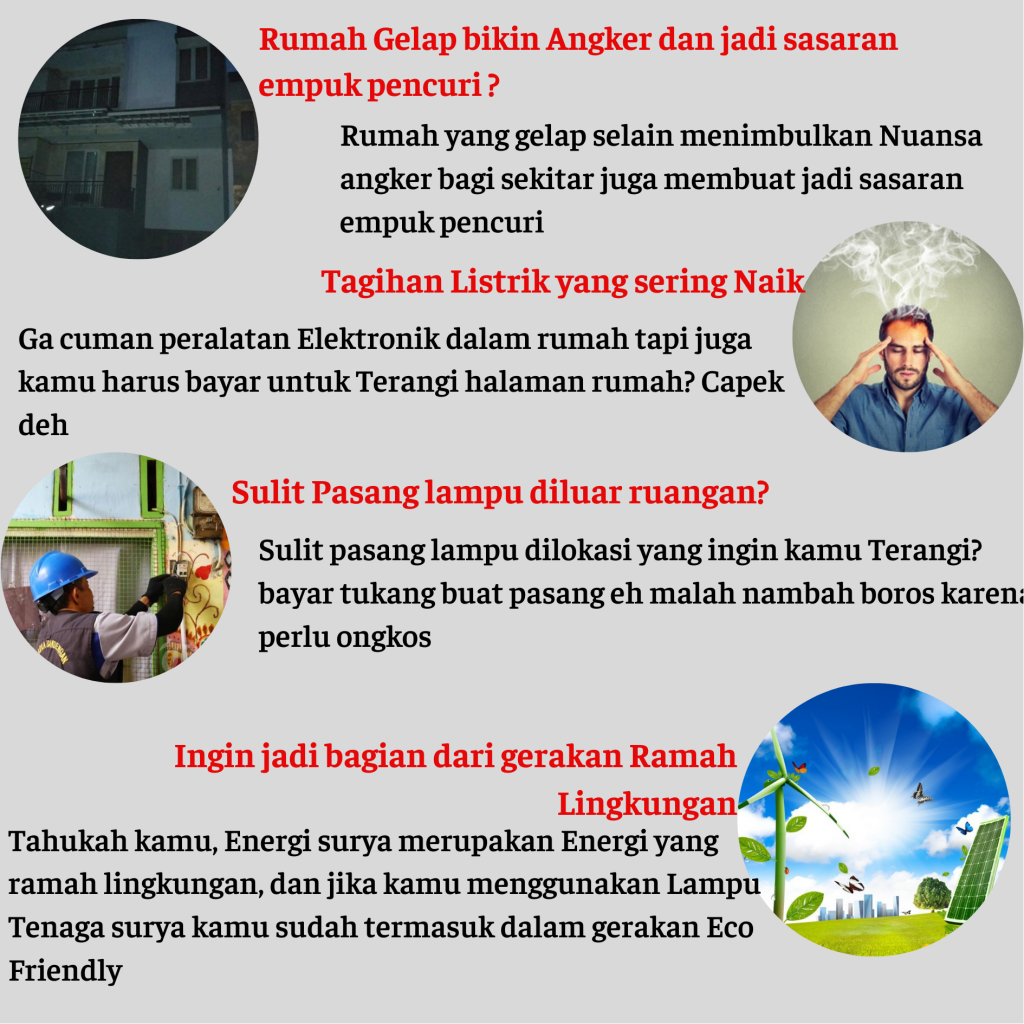 Rumah Gelap bikin Angker dan jadi sasaran
empuk pencuri ?
Rumah yang gelap selain menimbulkan Nuansa
angker bagi sekitar juga membuat jadi sasaran
empuk pencuri
Tagihan Listrik yang sering Naik
Ga cuman peralatan Elektronik dalam rumah tapi juga
kamu harus bayar untuk Terangi halaman rumah? Capek
deh
Sulit Pasang lampu diluar ruangan?
Sulit pasang lampu dilokasi yang ingin kamu Terangi?
bayar tukang buat pasang eh malah nambah boros karena
perlu ongkos
Ingin jadi bagian dari gerakan Ramah
Lingkungan
Tahukah kamu, Energi surya merupakan Energi yang
ramah lingkungan, dan jika kamu menggunakan Lampu
Tenaga surya kamu sudah termasuk dalam gerakan Eco
Friendly